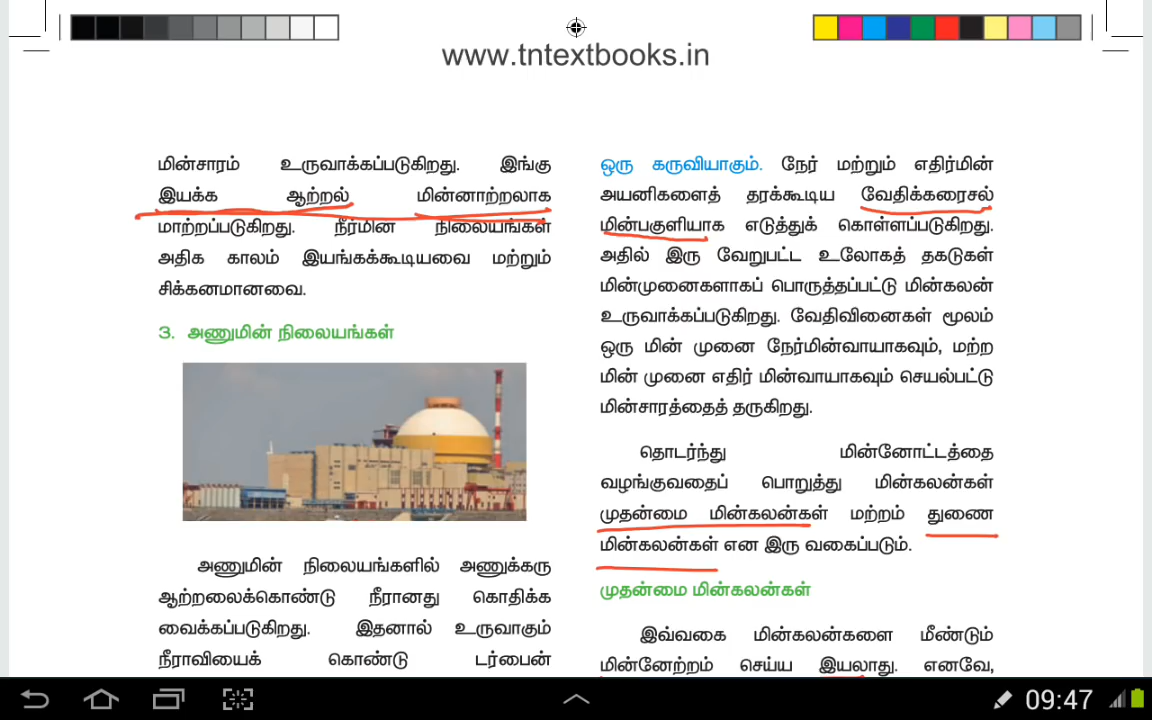 www.tntextbooks.in
மின்சாரம் உருவாக்கப்படுகிறது. இங்கு
இயக்க ஆற்றல் மின்னாற்றலாக
மாற்றப்படுகிறது. நீர்மின் நிலையங்கள்
அதிக காலம் இயங்கக்கூடியவை மற்றும்
சிக்கனமானவை.
3. அணுமின் நிலையங்கள்
அணுமின் நிலையங்களில் அணுக்கரு
ஆற்றலைக்கொண்டு நீரானது கொதிக்க
வைக்கப்படுகிறது. இதனால் உருவாகும்
நீராவியைக் கொண்டு டர்பைன்
ஒரு கருவியாகும். நேர் மற்றும் எதிர்மின்
அயனிகளைத் தரக்கூடிய வேதிக்கரைசல்
மின்பகுளியாக எடுத்துக் கொள்ளப்படுகிறது.
அதில் இரு வேறுபட்ட உலோகத் தகடுகள்
மின்முனைகளாகப் பொருத்தப்பட்டு மின்கலன்
உருவாக்கப்படுகிறது. வேதிவினைகள் மூலம்
ஒரு மின் முனை நேர்மின்வாயாகவும், மற்ற
மின் முனை எதிர் மின்வாயாகவும் செயல்பட்டு
மின்சாரத்தைத் தருகிறது.
தொடர்ந்து மின்னோட்டத்தை
வழங்குவதைப் பொறுத்து மின்கலன்கள்
முதன்மை மின்கலன்கள் மற்றம் துணை
மின்கலன்கள் என இரு வகைப்படும்.
முதன்மை மின்கலன்கள்
இவ்வகை மின்கலன்களை மீண்டும்
மின்னேற்றம் செய்ய இயலாது. எனவே,
09:47